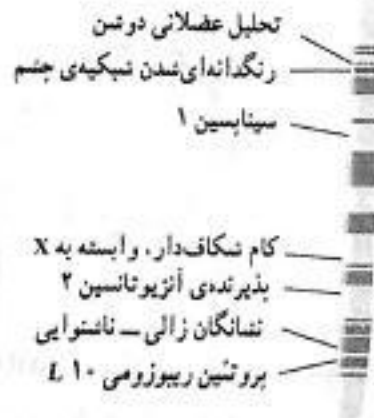 تحلیل عضلانی دوشن
رنگدانه‌ای‌شدن شبکیه‌ی چشم
سیناپسین ۱
کام شکاف‌دار، وابسته به X
پذیرنده‌ی آنژیوتانسین ۲
نشانگان زالی — ناشنوایی
پروتئین ریبوزومی L ۱۰